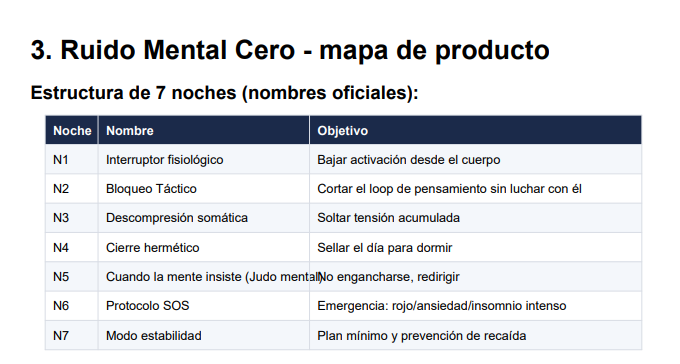 3. Ruido Mental Cero - mapa de producto
Estructura de 7 noches (nombres oficiales):
Noche Nombre Objetivo
N1 Interruptor fisiológico Bajar activación desde el cuerpo
N2 Bloqueo Táctico Cortar el loop de pensamiento sin luchar con él
N3 Descompresión somática Soltar tensión acumulada
N4 Cierre hermético Sellar el día para dormir
N5 Cuando la mente insiste (Judo mental) No engancharse, redirigir
N6 Protocolo SOS Emergencia: rojo/ansiedad/insomnio intenso
N7 Modo estabilidad Plan mínimo y prevención de recaída